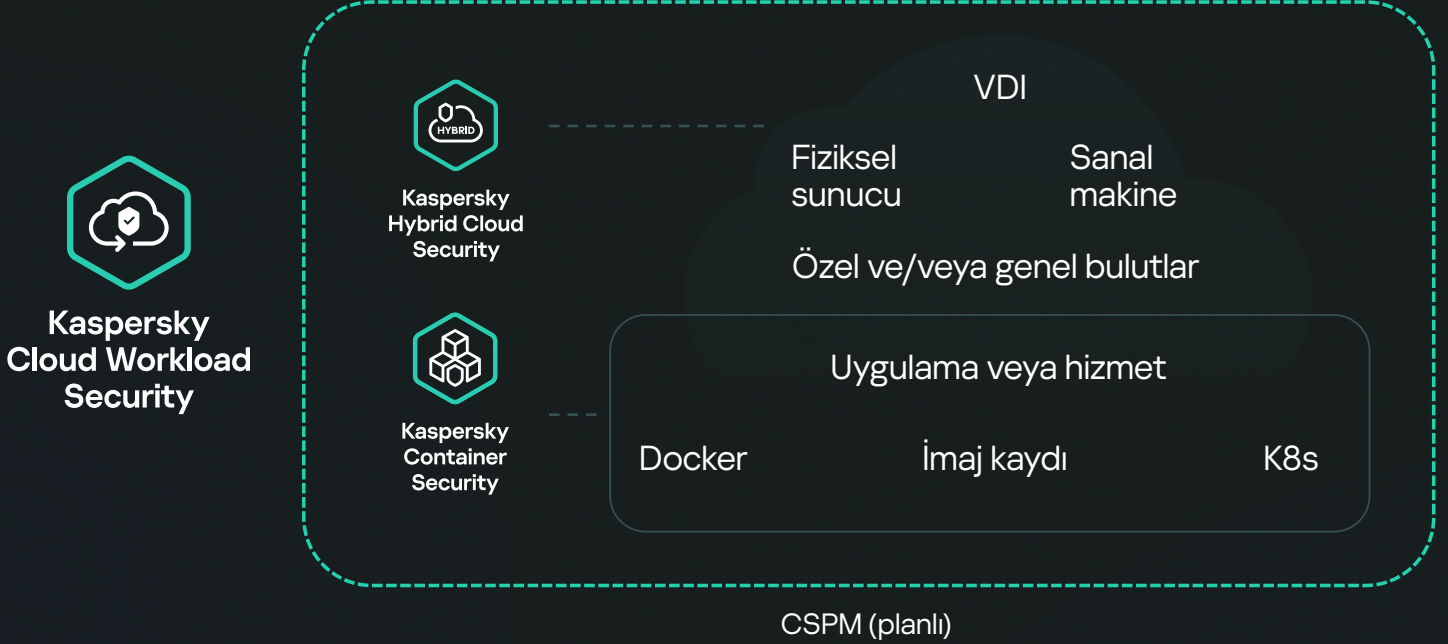 Kaspersky
Cloud Workload
Security
HYBRID
Kaspersky
Hybrid Cloud
Security
VDI
Fiziksel
sunucu
Sanal
makine
Özel ve/veya genel bulutlar
Kaspersky
Container
Security
Uygulama veya hizmet
Docker
İmaj kaydı
K8s
CSPM (planlı)